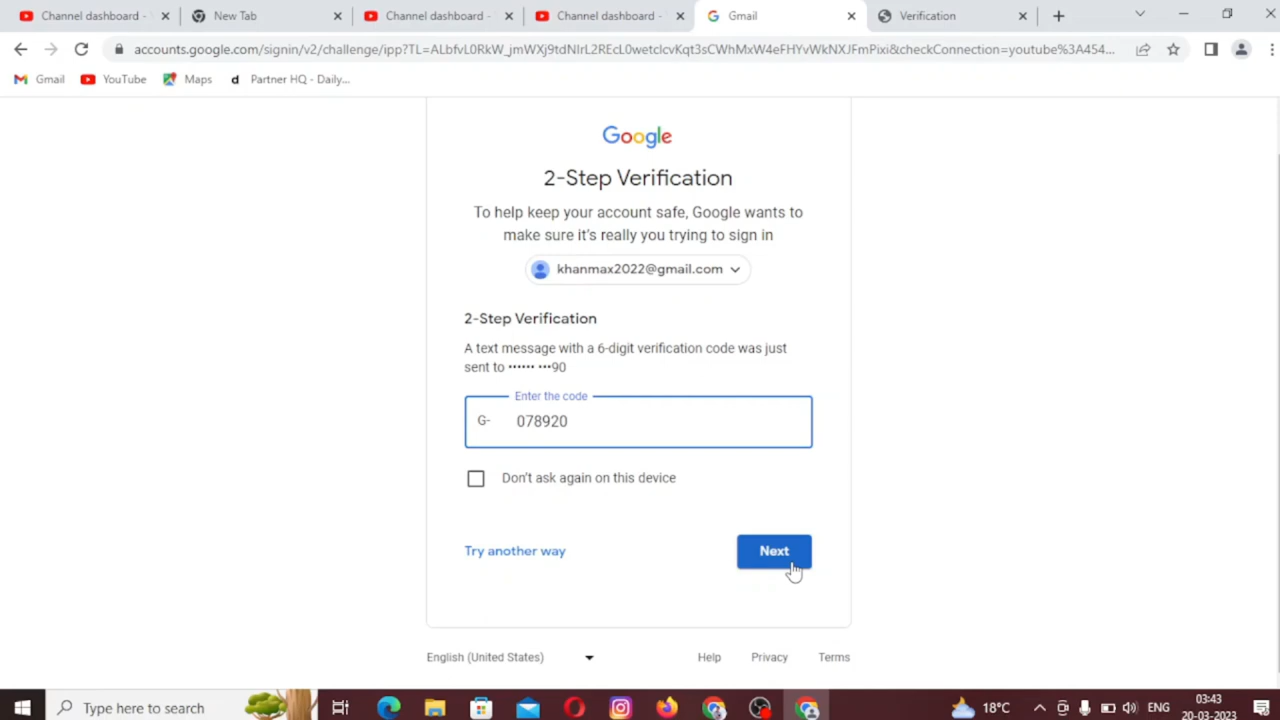 Channel dashboard -
New Tab
Channel dashboard -
Channel dashboard -
Gmail
Verification
accounts.google.com/signin/v2/challenge/ipp?TL=ALbfvL0RkW_jmWXj9tdNIrL2REcL0wetcIcvKqt3sCWhMxW4eFHYvWkNXJFmPixi&checkConnection=youtube%3A454...
Gmail
YouTube
Maps
d Partner HQ - Daily...
Google
2-Step Verification
To help keep your account safe, Google wants to
make sure it's really you trying to sign in
khanmax2022@gmail.com
2-Step Verification
A text message with a 6-digit verification code was just
sent to •••••• •••90
Enter the code
G- 078920
Don't ask again on this device
Try another way
Next
English (United States)
Help
Privacy
Terms
Type here to search
18°C
ENG
03:43
20-03-2023